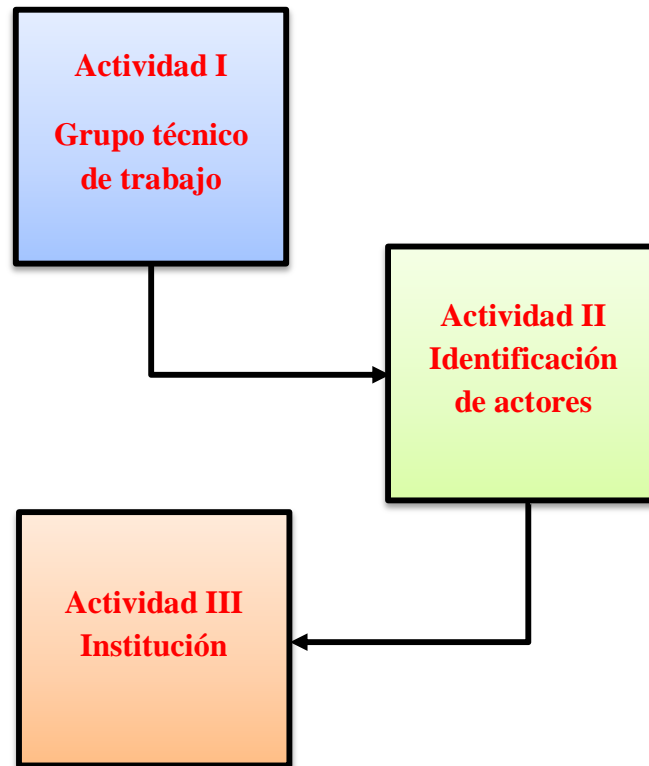 Actividad I
Grupo técnico
de trabajo
Actividad II
Identificación
de actores
Actividad III
Institución